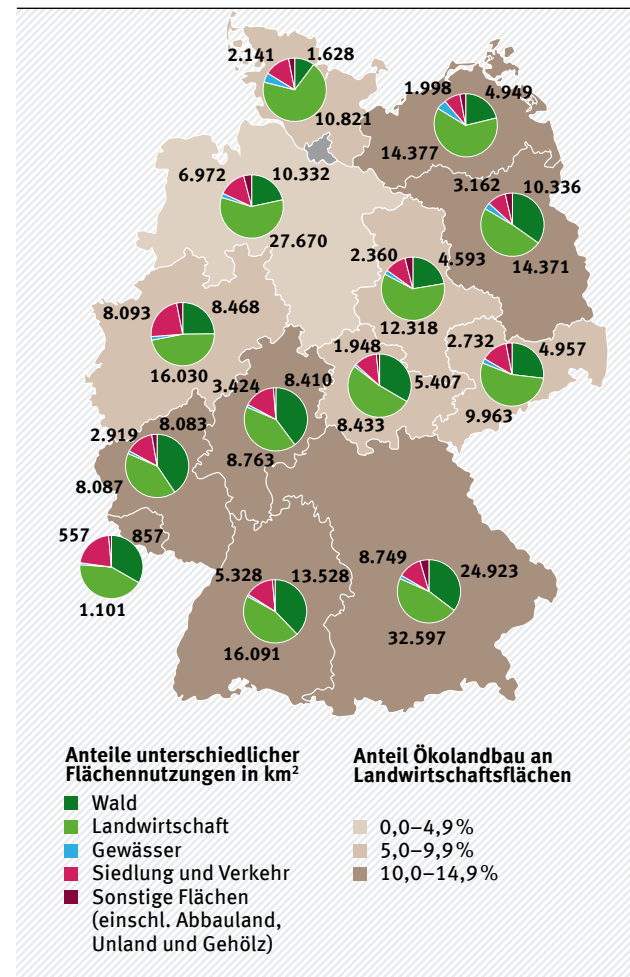 2.141 1.628
10.821
1.998 4.949
14.377
6.972 10.332
27.670
3.162 10.336
14.371
2.360 4.593
12.318
8.093 8.468
16.030
1.948 5.407
8.433
2.732 4.957
9.963
3.424 8.410
8.763
2.919 8.083
8.087
557 857
1.101
5.328 13.528
16.091
8.749 24.923
32.597
Anteile unterschiedlicher
Flächennutzungen in km²
Wald
Landwirtschaft
Gewässer
Siedlung und Verkehr
Sonstige Flächen
(einschl. Abbauland,
Unland und Gehölz)
Anteil Ökolandbau an
Landwirtschaftsflächen
0,0–4,9 %
5,0–9,9 %
10,0–14,9 %